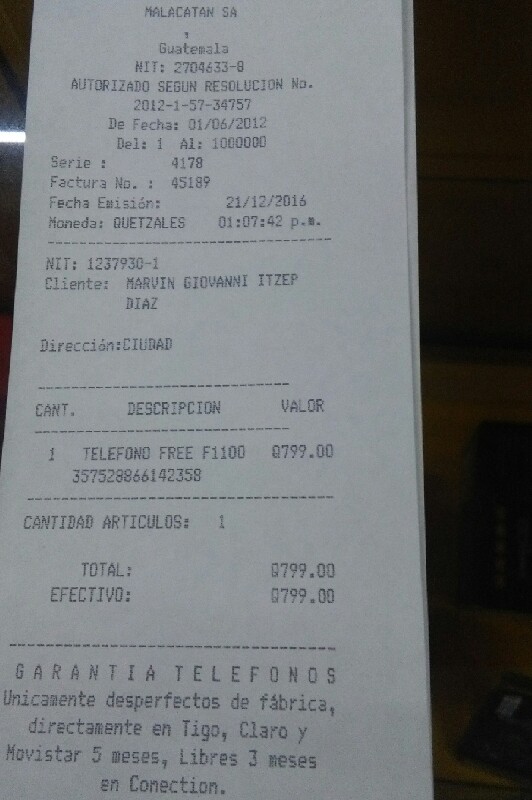 MALACATAN SA
,
Guatemala
NIT: 2704633-8
AUTORIZADO SEGUN RESOLUCION No.
2012-1-57-34757
De Fecha: 01/06/2012
Del: 1 Al: 1000000
Serie : 4178
Factura No. : 45189
Fecha Emisión: 21/12/2016
Moneda: QUETZALES 01:07:42 p.m.
NIT: 1237930-1
Cliente: MARVIN GIOVANNI ITZEP
DIAZ
Dirección:CIUDAD
CANT. DESCRIPCION VALOR
1 TELEFONO FREE F1100 Q799.00
357528866142358
CANTIDAD ARTICULOS: 1
TOTAL: Q799.00
EFECTIVO: Q799.00
G A R A N T I A T E L E F O N O S
Unicamente desperfectos de fábrica,
directamente en Tigo, Claro y
Movistar 5 meses, Libres 3 meses
en Conection.